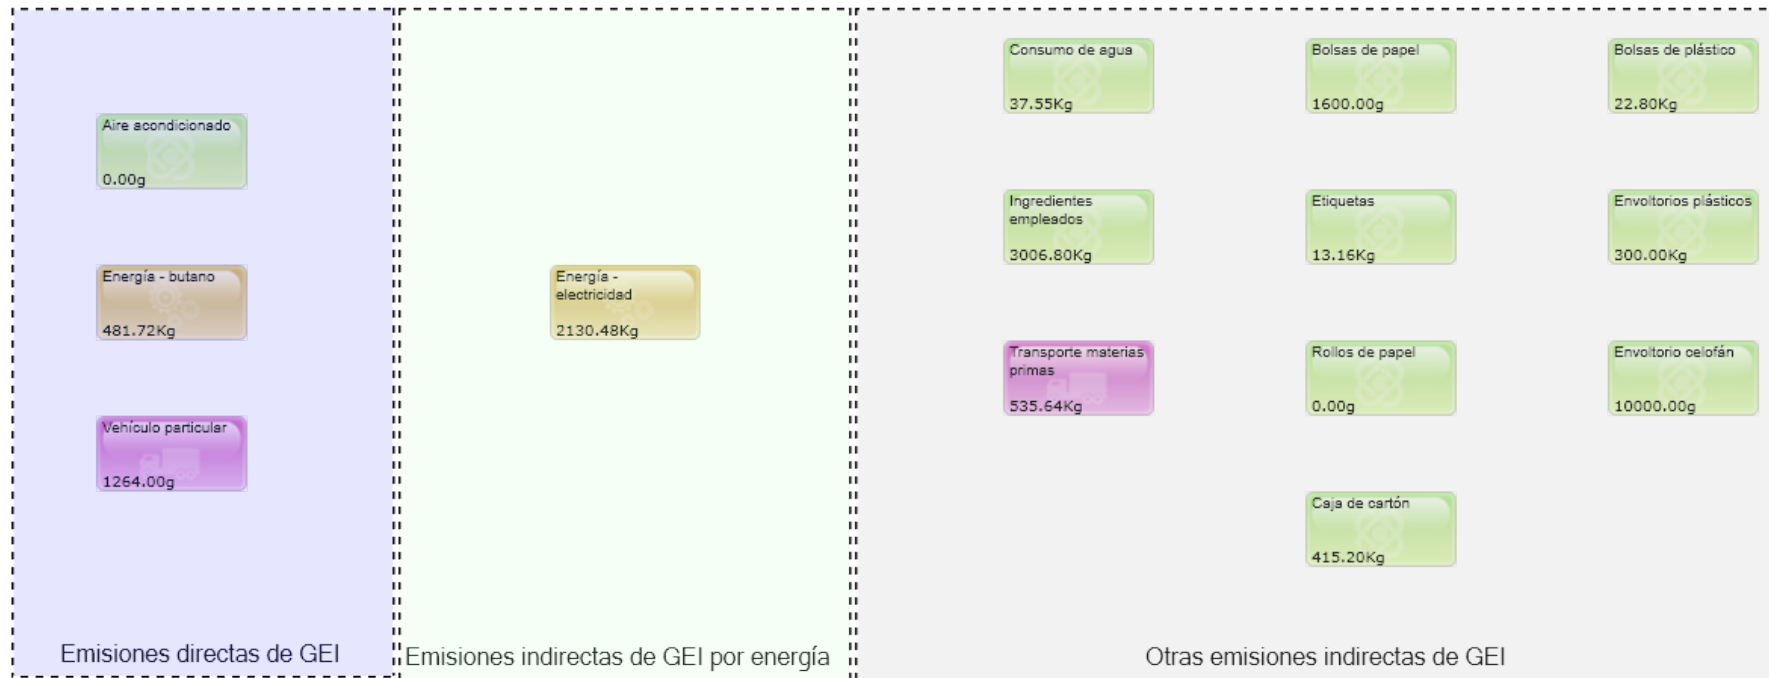 Aire acondicionado
0.00g
Energía - butano
481.72Kg
Vehículo particular
1264.00g
Emisiones directas de GEI
Energía -
electricidad
2130.48Kg
Emisiones indirectas de GEI por energía
Consumo de agua
37.55Kg
Bolsas de papel
1600.00g
Bolsas de plástico
22.80Kg
Ingredientes
empleados
3006.80Kg
Etiquetas
13.16Kg
Envoltorios plásticos
300.00Kg
Transporte materias
primas
535.64Kg
Rollos de papel
0.00g
Envoltorio celofán
10000.00g
Caja de cartón
415.20Kg
Otras emisiones indirectas de GEI